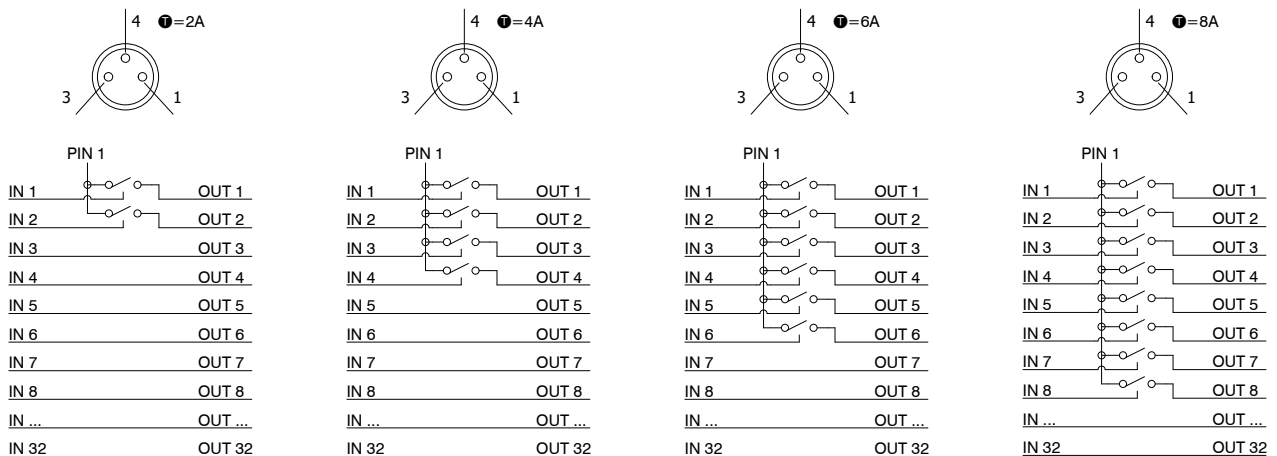 4 🅣=2A
3 1
PIN 1
IN 1 OUT 1
IN 2 OUT 2
IN 3 OUT 3
IN 4 OUT 4
IN 5 OUT 5
IN 6 OUT 6
IN 7 OUT 7
IN 8 OUT 8
IN ... OUT ...
IN 32 OUT 32
4 🅣=4A
3 1
PIN 1
IN 1 OUT 1
IN 2 OUT 2
IN 3 OUT 3
IN 4 OUT 4
IN 5 OUT 5
IN 6 OUT 6
IN 7 OUT 7
IN 8 OUT 8
IN ... OUT ...
IN 32 OUT 32
4 🅣=6A
3 1
PIN 1
IN 1 OUT 1
IN 2 OUT 2
IN 3 OUT 3
IN 4 OUT 4
IN 5 OUT 5
IN 6 OUT 6
IN 7 OUT 7
IN 8 OUT 8
IN ... OUT ...
IN 32 OUT 32
4 🅣=8A
3 1
PIN 1
IN 1 OUT 1
IN 2 OUT 2
IN 3 OUT 3
IN 4 OUT 4
IN 5 OUT 5
IN 6 OUT 6
IN 7 OUT 7
IN 8 OUT 8
IN ... OUT ...
IN 32 OUT 32